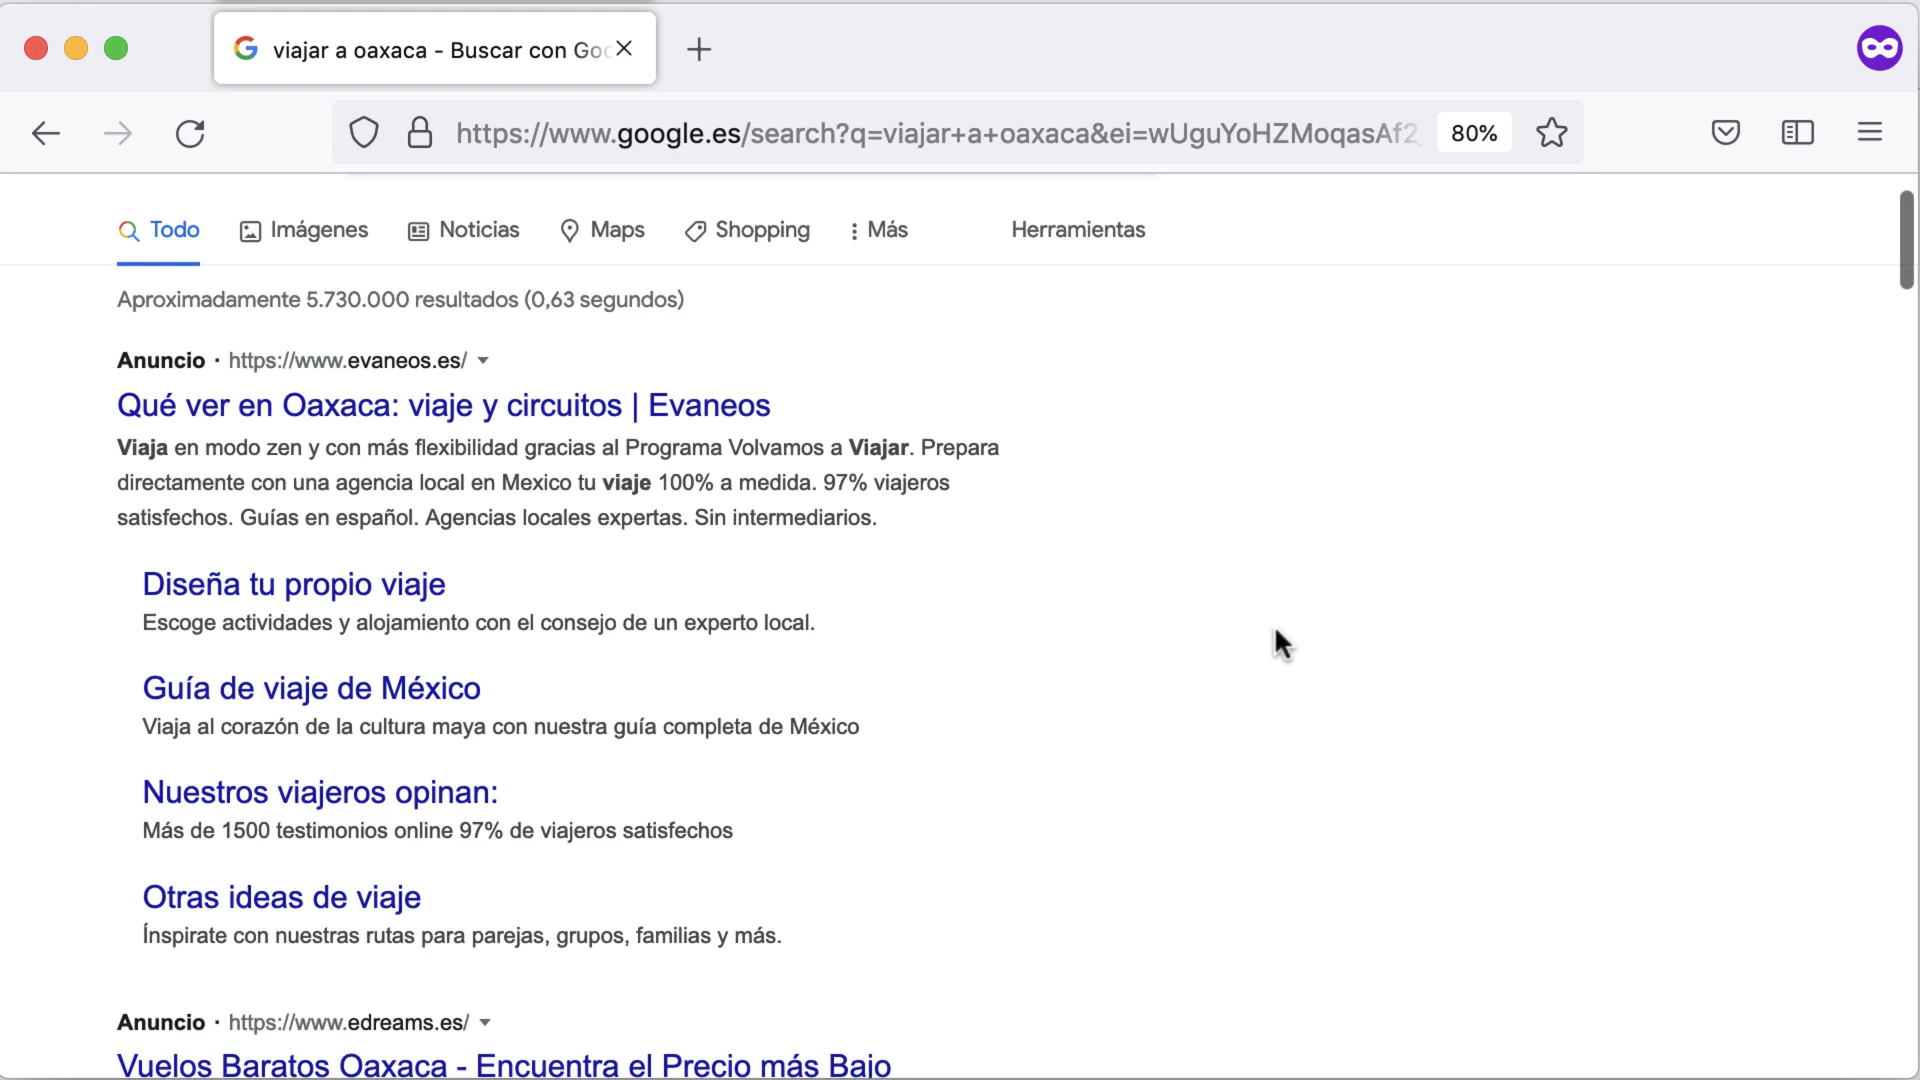 viajar a oaxaca - Buscar con Goo
https://www.google.es/search?q=viajar+a+oaxaca&ei=wUguYoHZMoqasAf2
80%
Todo
Imágenes
Noticias
Maps
Shopping
Más
Herramientas
Aproximadamente 5.730.000 resultados (0,63 segundos)
Anuncio · https://www.evaneos.es/
Qué ver en Oaxaca: viaje y circuitos | Evaneos
Viaja en modo zen y con más flexibilidad gracias al Programa Volvamos a Viajar. Prepara
directamente con una agencia local en Mexico tu viaje 100% a medida. 97% viajeros
satisfechos. Guías en español. Agencias locales expertas. Sin intermediarios.
Diseña tu propio viaje
Escoge actividades y alojamiento con el consejo de un experto local.
Guía de viaje de México
Viaja al corazón de la cultura maya con nuestra guía completa de México
Nuestros viajeros opinan:
Más de 1500 testimonios online 97% de viajeros satisfechos
Otras ideas de viaje
Ínspirate con nuestras rutas para parejas, grupos, familias y más.
Anuncio · https://www.edreams.es/
Vuelos Baratos Oaxaca - Encuentra el Precio más Bajo